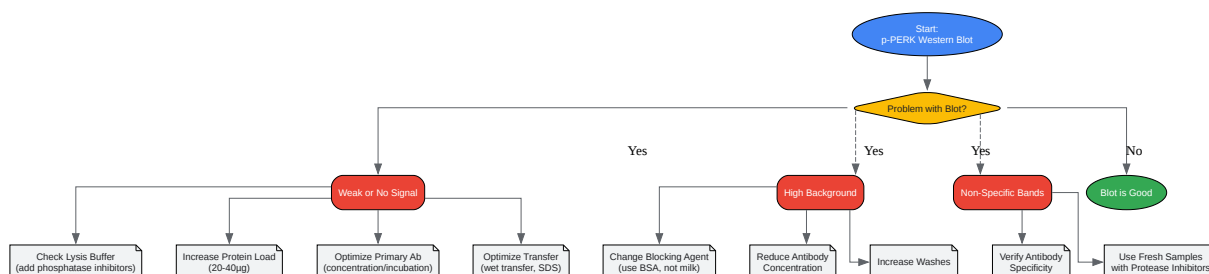 Start:
p-PERK Western Blot
Problem with Blot?
Yes
Yes
Yes
No
Weak or No Signal
High Background
Non-Specific Bands
Blot is Good
Check Lysis Buffer
(add phosphatase inhibitors)
Increase Protein Load
(20-40µg)
Optimize Primary Ab
(concentration/incubation)
Optimize Transfer
(wet transfer, SDS)
Change Blocking Agent
(use BSA, not milk)
Reduce Antibody
Concentration
Increase Washes
Verify Antibody
Specificity
Use Fresh Samples
with Protease Inhibitors